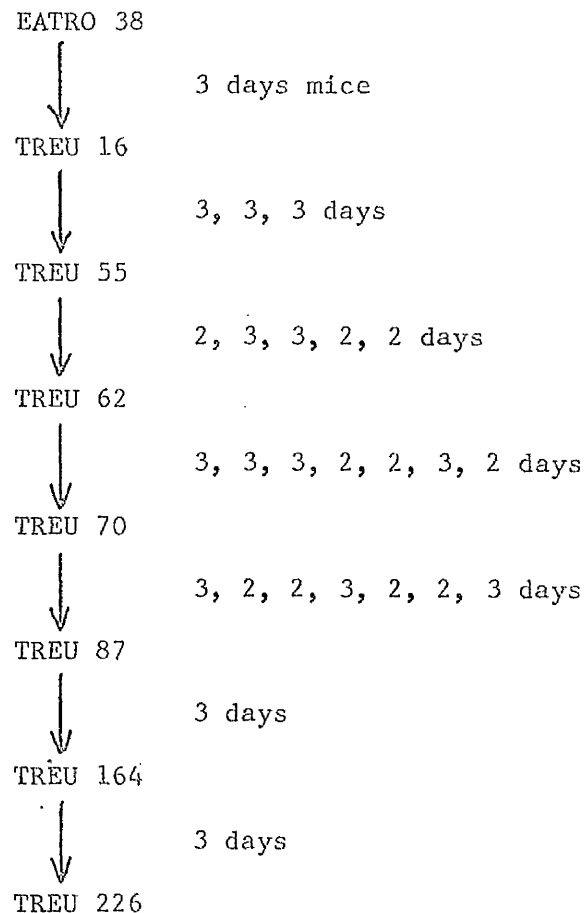 EATRO 38
3 days mice
TREU 16
3, 3, 3 days
TREU 55
2, 3, 3, 2, 2 days
TREU 62
3, 3, 3, 2, 2, 3, 2 days
TREU 70
3, 2, 2, 3, 2, 2, 3 days
TREU 87
3 days
TREU 164
3 days
TREU 226